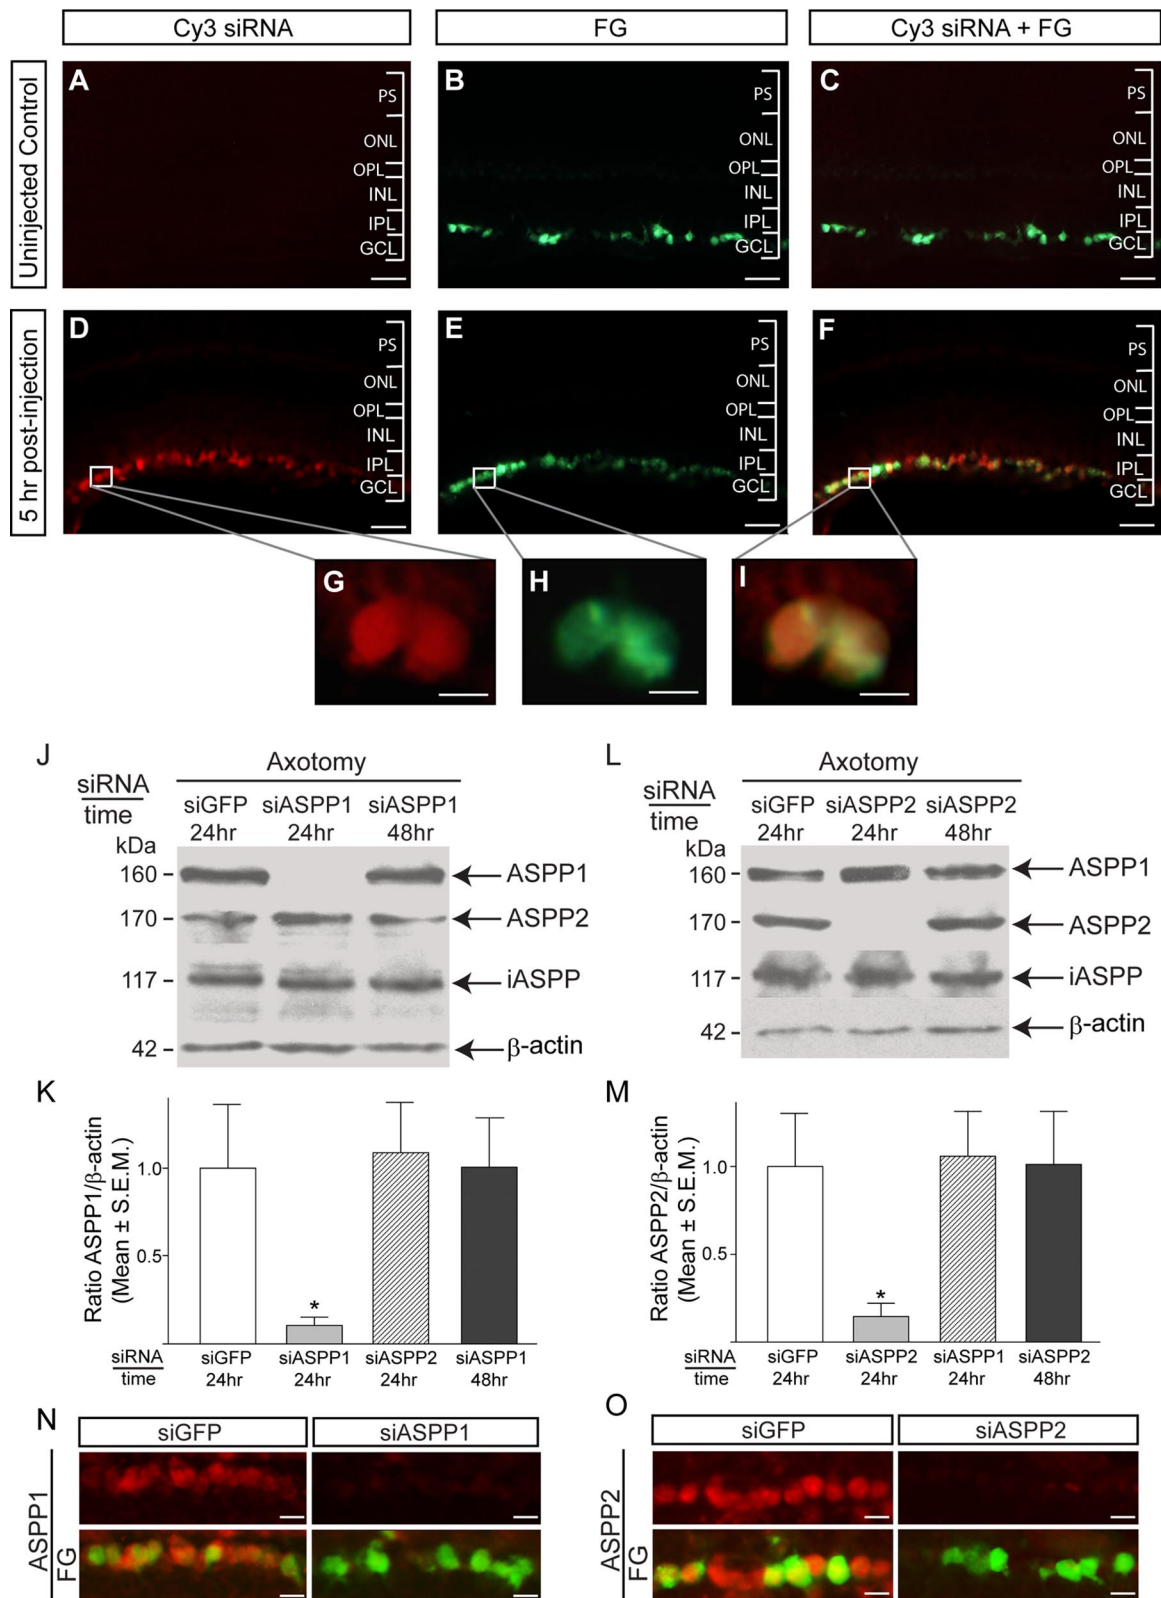 Cy3 siRNA
FG
Cy3 siRNA + FG
Uninjected Control
A
PS
ONL
OPL
INL
IPL
GCL
B
PS
ONL
OPL
INL
IPL
GCL
C
PS
ONL
OPL
INL
IPL
GCL
5 hr post-injection
D
PS
ONL
OPL
INL
IPL
GCL
E
PS
ONL
OPL
INL
IPL
GCL
F
PS
ONL
OPL
INL
IPL
GCL
G
H
I
J
Axotomy
siRNA
time
siGFP siASPP1 siASPP1
24hr 24hr 48hr
kDa
160
ASPP1
170
ASPP2
117
iASPP
42
β-actin
L
Axotomy
siRNA
time
siGFP siASPP2 siASPP2
24hr 24hr 48hr
kDa
160
ASPP1
170
ASPP2
117
iASPP
42
β-actin
K
Ratio ASPP1/β-actin
(Mean ± S.E.M.)
1.0
0.5
*
siRNA
time
siGFP siASPP1 siASPP2 siASPP1
24hr 24hr 24hr 48hr
M
Ratio ASPP2/β-actin
(Mean ± S.E.M.)
1.0
0.5
*
siRNA
time
siGFP siASPP2 siASPP1 siASPP2
24hr 24hr 24hr 48hr
N
siGFP
siASPP1
ASPP1
FG
O
siGFP
siASPP2
ASPP2
FG